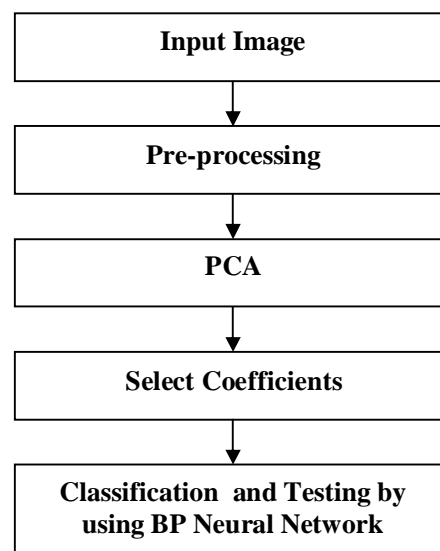 Input Image
Pre-processing
PCA
Select Coefficients
Classification and Testing by
using BP Neural Network